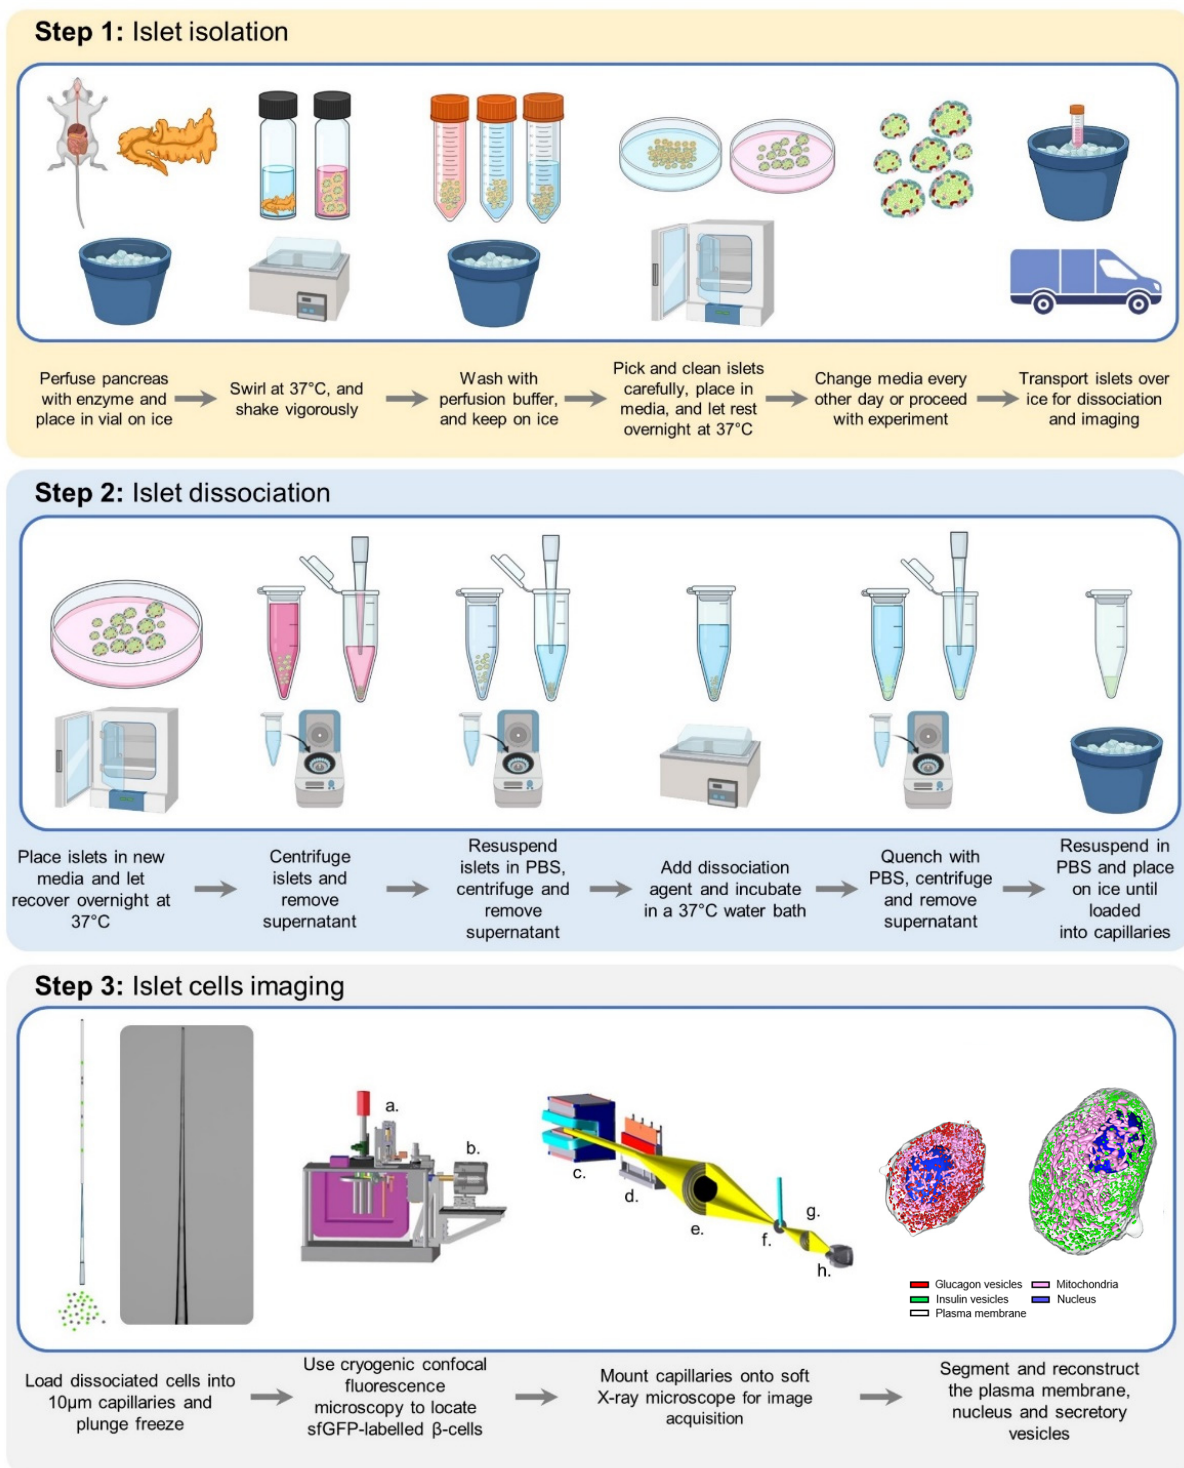 Step 1: Islet isolation
Perfuse pancreas
with enzyme and
place in vial on ice
Swirl at 37°C, and
shake vigorously
Wash with
perfusion buffer,
and keep on ice
Pick and clean islets
carefully, place in
media, and let rest
overnight at 37°C
Change media every
other day or proceed
with experiment
Transport islets over
ice for dissociation
and imaging
Step 2: Islet dissociation
Place islets in new
media and let
recover overnight at
37°C
Centrifuge
islets and
remove
supernatant
Resuspend
islets in PBS,
centrifuge and
remove
supernatant
Add dissociation
agent and incubate
in a 37°C water bath
Quench with
PBS, centrifuge
and remove
supernatant
Resuspend in
PBS and place
on ice until
loaded
into capillaries
Step 3: Islet cells imaging
a.
b.
c.
d.
e.
f.
g.
h.
Glucagon vesicles
Mitochondria
Insulin vesicles
Nucleus
Plasma membrane
Load dissociated cells into
10μm capillaries and
plunge freeze
Use cryogenic confocal
fluorescence
microscopy to locate
sfGFP-labelled β-cells
Mount capillaries onto soft
X-ray microscope for image
acquisition
Segment and reconstruct
the plasma membrane,
nucleus and secretory
vesicles